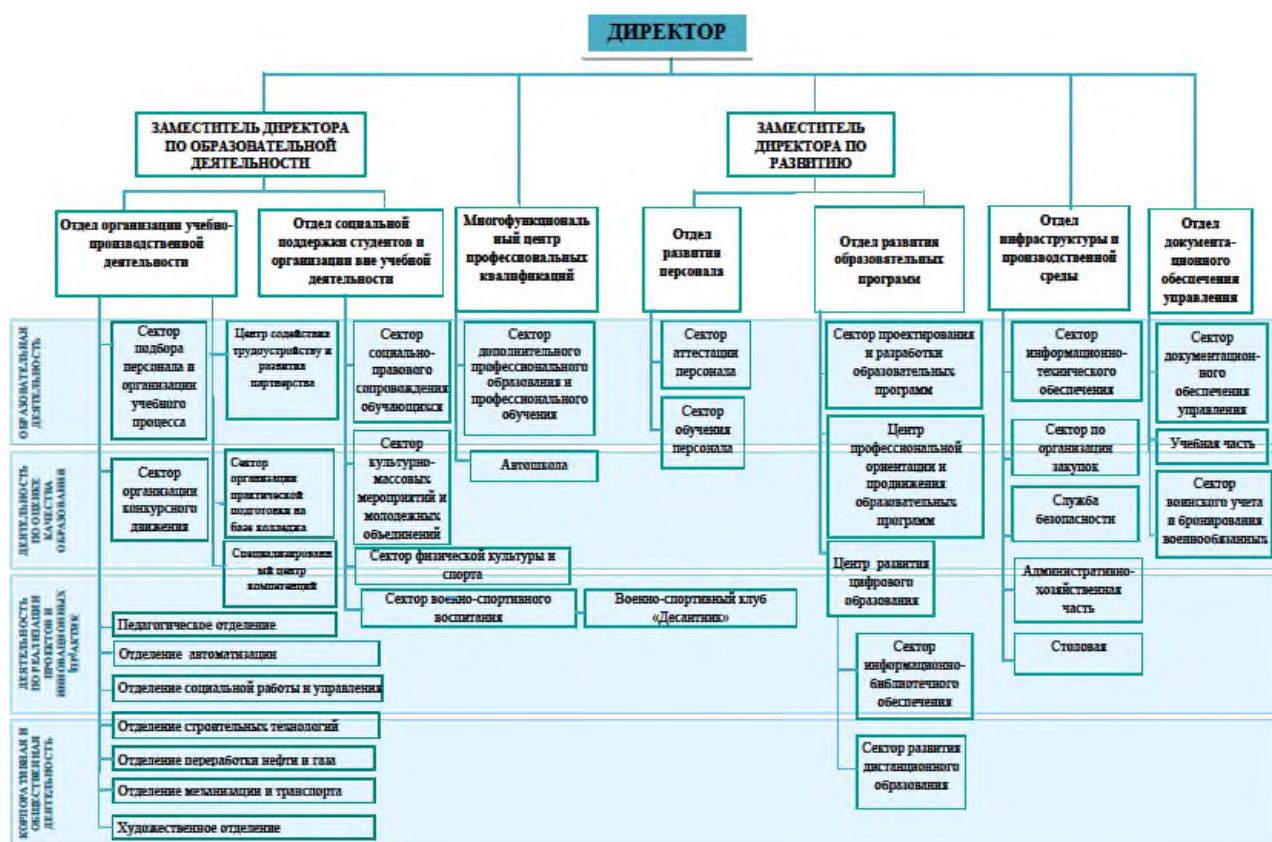 ДИРЕКТОР
ЗАМЕСТИТЕЛЬ ДИРЕКТОРА
ПО ОБРАЗОВАТЕЛЬНОЙ
ДЕЯТЕЛЬНОСТИ
ЗАМЕСТИТЕЛЬ
ДИРЕКТОРА ПО
РАЗВИТИЮ
Отдел организации учебно-
производственной
деятельности
Отдел социальной
поддержки студентов и
организации вне учебной
деятельности
Многофункциональ
ный центр
профессиональных
квалификаций
Отдел
развития
персонала
Отдел развития
образовательных
программ
Отдел
инфраструктуры и
производственной
среды
Отдел
документа-
ционного
обеспечения
управления
ОБРАЗОВАТЕЛЬНАЯ
ДЕЯТЕЛЬНОСТЬ
Сектор
подбора
персонала и
организации
учебного
процесса
Центр содействия
трудоустройству и
развития
партнерства
Сектор
социально-
правового
сопровождения
обучающихся
Сектор
дополнительного
профессионального
образования и
профессионального
обучения
Сектор
аттестации
персонала
Сектор проектирования
и разработки
образовательных
программ
Сектор
информационно-
технического
обеспечения
Сектор
документацион-
ного
обеспечения
управления
Сектор
обучения
персонала
Центр
профессиональной
ориентации и
продвижения
образовательных
программ
Сектор по
организации
закупок
Учебная часть
ДЕЯТЕЛЬНОСТЬ
ПО ОЦЕНКЕ
КАЧЕСТВА
ОБРАЗОВАНИЯ
Сектор
организации
конкурсного
движения
Сектор
организации
практической
подготовки на
базе колледжа
Сектор
культурно-
массовых
мероприятий и
молодежных
объединений
Автошкола
Служба
безопасности
Сектор
воинского учета
и бронирования
военнообязанных
Специализирован
ный центр
компетенций
Сектор физической культуры и
спорта
Центр развития
цифрового
образования
Административно-
хозяйственная
часть
ДЕЯТЕЛЬНОСТЬ
ПО РЕАЛИЗАЦИИ
ПРОЕКТОВ И
ИННОВАЦИОННЫХ
ПРАКТИК
Сектор военно-спортивного
воспитания
Военно-спортивный клуб
«Десантник»
Педагогическое отделение
Отделение автоматизации
Отделение социальной работы и управления
Сектор
информационно-
библиотечного
обеспечения
Столовая
КОРПОРАТИВНАЯ И
ОБЩЕСТВЕННАЯ
ДЕЯТЕЛЬНОСТЬ
Отделение строительных технологий
Отделение переработки нефти и газа
Отделение механизации и транспорта
Художественное отделение
Сектор развития
дистанционного
образования